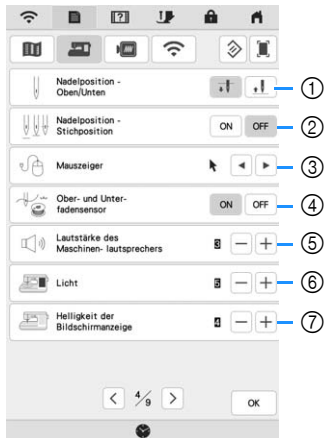 Nadelposition -
Oben/Unten
①
Nadelposition -
Stichposition
ON OFF
②
Mauszeiger
③
Ober- und Unter-
fadensensor
ON OFF
④
Lautstärke des
Maschinen- lautsprechers
3 − +
⑤
Licht
5 − +
⑥
Helligkeit der
Bildschirmanzeige
4 − +
⑦
< 4/9 >
OK